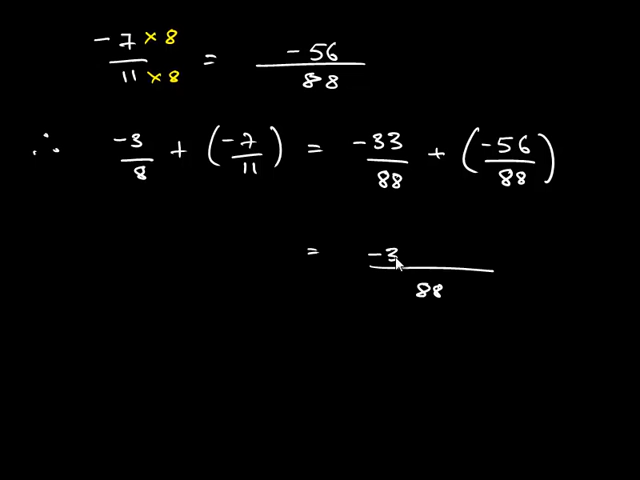 -7 × 8 / 11 × 8 = -56 / 88
∴ -3/8 + (-7/11) = -33/88 + (-56/88)
= -3 / 88